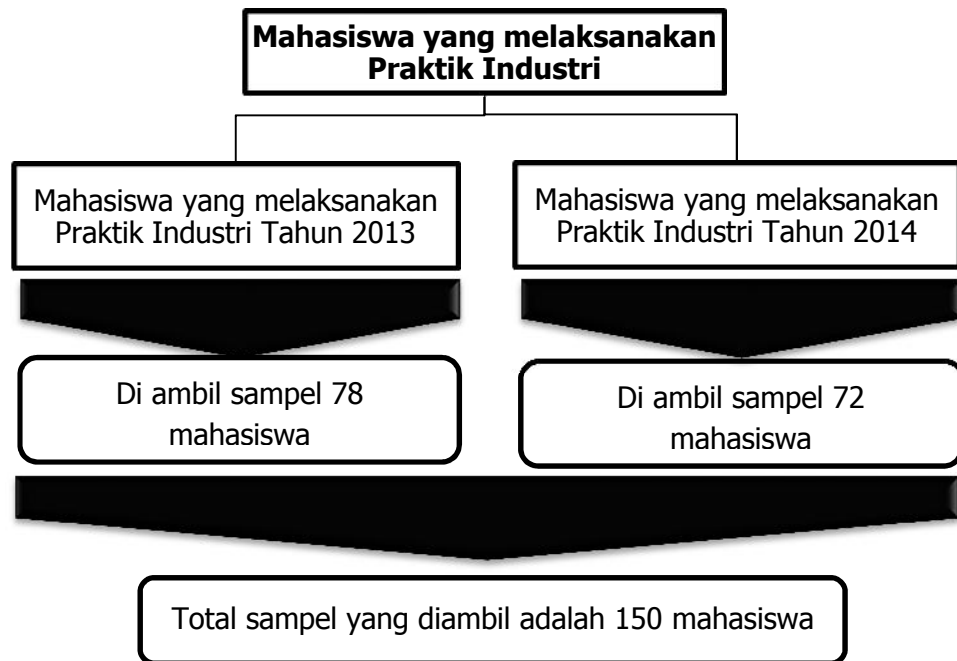 Mahasiswa yang melaksanakan
Praktik Industri
Mahasiswa yang melaksanakan
Praktik Industri Tahun 2013
Mahasiswa yang melaksanakan
Praktik Industri Tahun 2014
Di ambil sampel 78
mahasiswa
Di ambil sampel 72
mahasiswa
Total sampel yang diambil adalah 150 mahasiswa